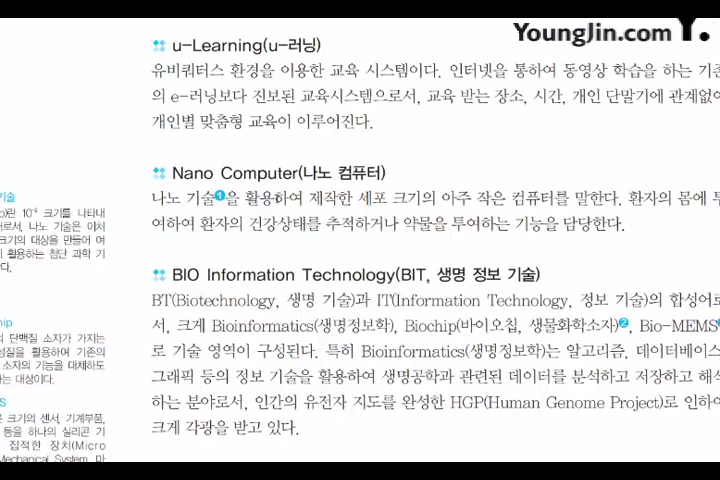 YoungJin.com Y.
u-Learning(u-러닝)
유비쿼터스 환경을 이용한 교육 시스템이다. 인터넷을 통하여 동영상 학습을 하는 기존
의 e-러닝보다 진보된 교육시스템으로서, 교육 받는 장소, 시간, 개인 단말기에 관계없이
개인별 맞춤형 교육이 이루어진다.
Nano Computer(나노 컴퓨터)
나노 기술❶을 활용하여 제작한 세포 크기의 아주 작은 컴퓨터를 말한다. 환자의 몸에 투
여하여 환자의 건강상태를 추적하거나 약물을 투여하는 기능을 담당한다.
BIO Information Technology(BIT, 생명 정보 기술)
BT(Biotechnology, 생명 기술)과 IT(Information Technology, 정보 기술)의 합성어로
서, 크게 Bioinformatics(생명정보학), Biochip(바이오칩, 생물화학소자)❷, Bio-MEMS
로 기술 영역이 구성된다. 특히 Bioinformatics(생명정보학)는 알고리즘, 데이터베이스
그래픽 등의 정보 기술을 활용하여 생명공학과 관련된 데이터를 분석하고 저장하고 해석
하는 분야로서, 인간의 유전자 지도를 완성한 HGP(Human Genome Project)로 인하여
크게 각광을 받고 있다.
기술
란 10⁻⁹ 크기를 나타내
로서, 나노 기술은 이처
크기의 대상을 만들어 여
활용하는 첨단 과학 기
다.
hip
의 단백질 소자가 가지는
성질을 활용하여 기존의
소자의 기능을 대체하도
하는 대상이다.
S
은 크기의 센서, 기계부품,
등을 하나의 실리콘 기
집적한 장치(Micro
Mechanical System, 마